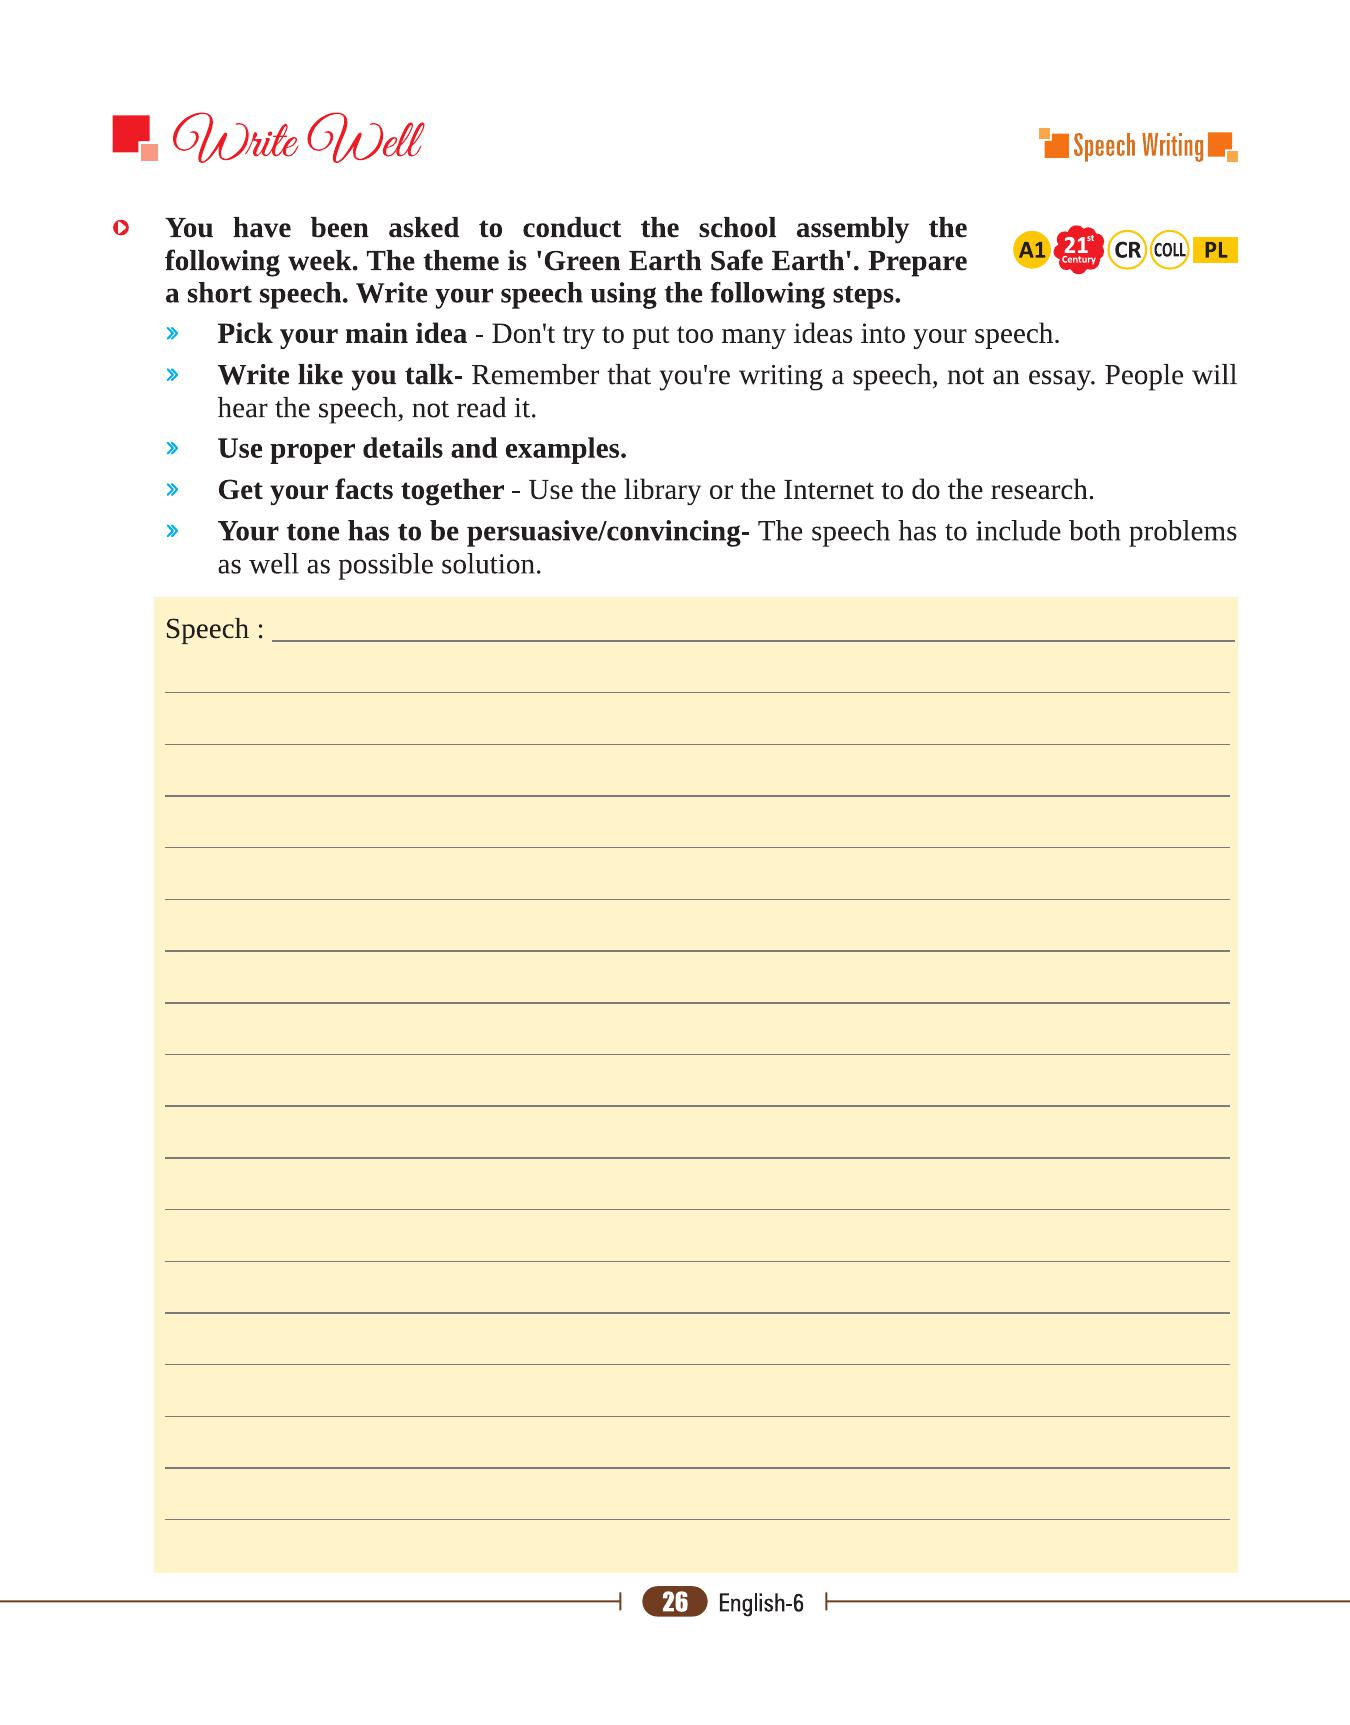 Write Well
Speech Writing
You have been asked to conduct the school assembly the
following week. The theme is 'Green Earth Safe Earth'. Prepare
a short speech. Write your speech using the following steps.
A1 21st Century CR COLL PL
» Pick your main idea - Don't try to put too many ideas into your speech.
» Write like you talk- Remember that you're writing a speech, not an essay. People will
hear the speech, not read it.
» Use proper details and examples.
» Get your facts together - Use the library or the Internet to do the research.
» Your tone has to be persuasive/convincing- The speech has to include both problems
as well as possible solution.
Speech :
26 English-6